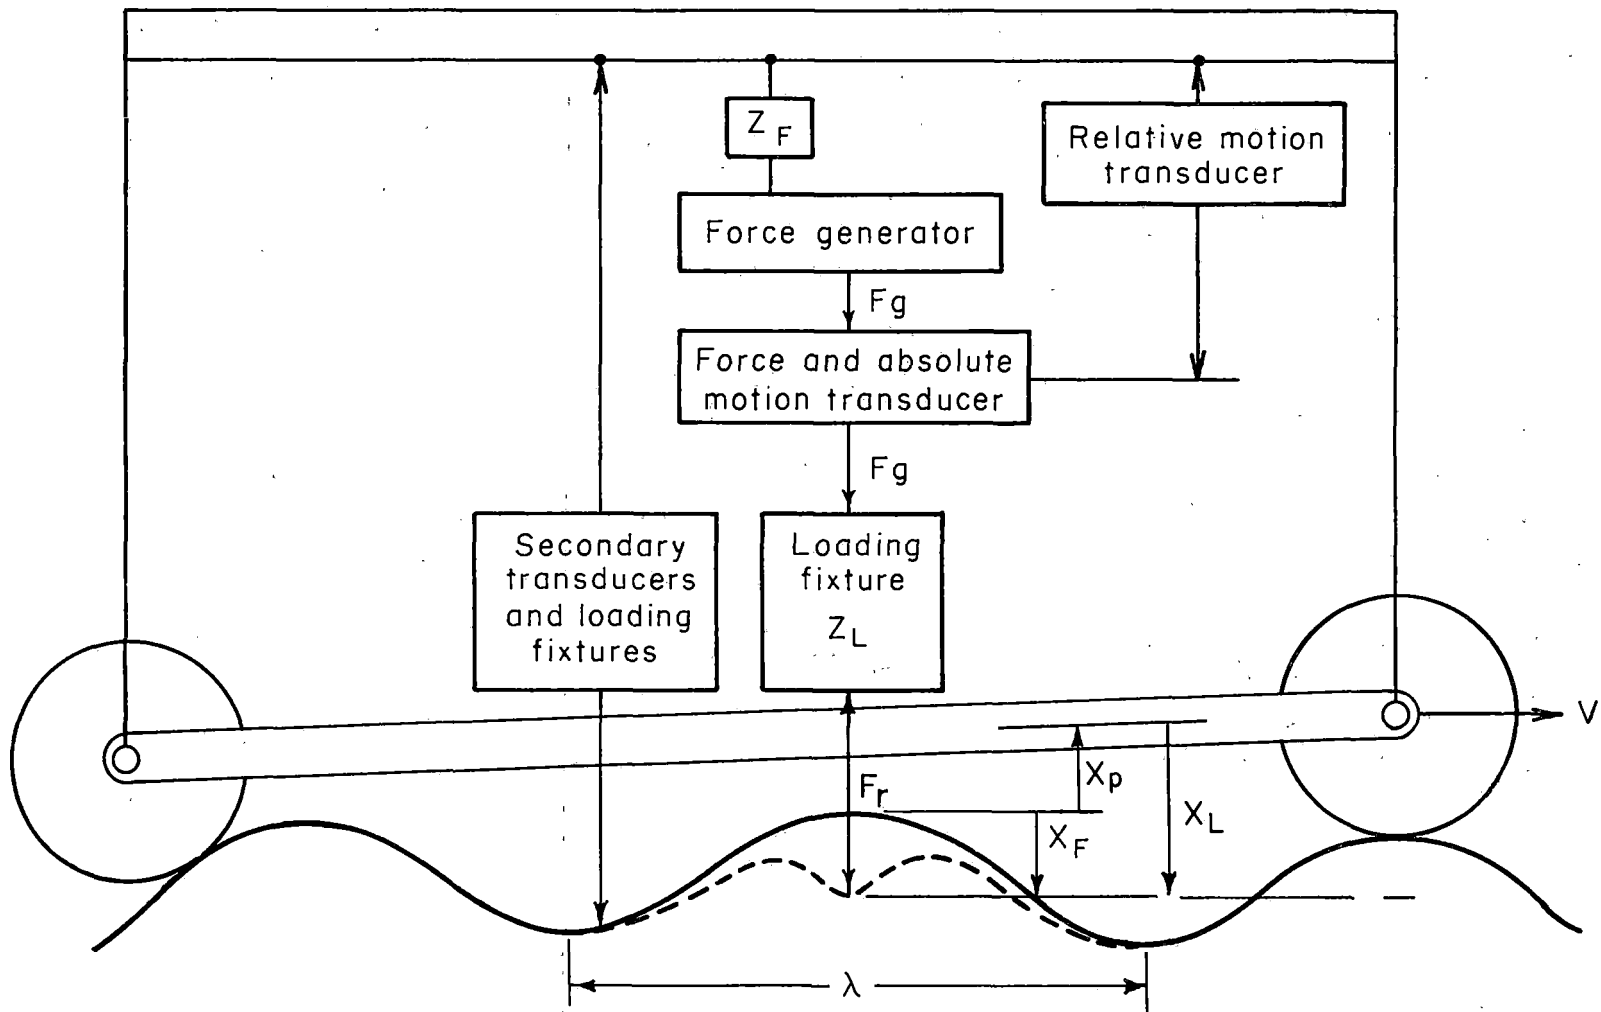 Z F
Relative motion
transducer
Force generator
Fg
Force and absolute
motion transducer
Fg
Secondary
transducers
and loading
fixtures
Loading
fixture
Z L
V
Fr
Xp
X L
X F
λ